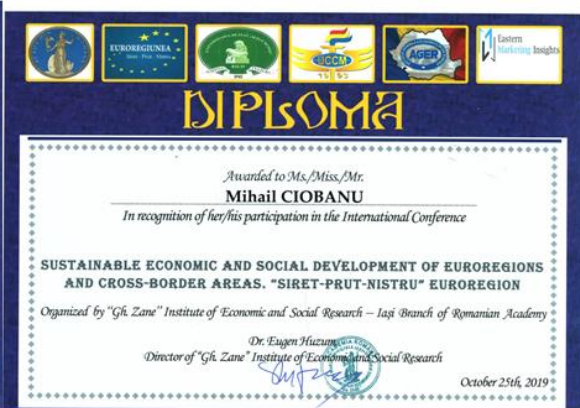 EUROREGIUNEA
Siret - Prut - Nistru
UCCM
1993
AGER
Eastern
Marketing Insights
DIPLOMA
Awarded to Ms./Miss./Mr.
Mihail CIOBANU
In recognition of her/his participation in the International Conference
SUSTAINABLE ECONOMIC AND SOCIAL DEVELOPMENT OF EUROREGIONS
AND CROSS-BORDER AREAS. "SIRET-PRUT-NISTRU" EUROREGION
Organized by "Gh. Zane" Institute of Economic and Social Research – Iaşi Branch of Romanian Academy
Dr. Eugen Huzum
Director of "Gh. Zane" Institute of Economic and Social Research
October 25th, 2019